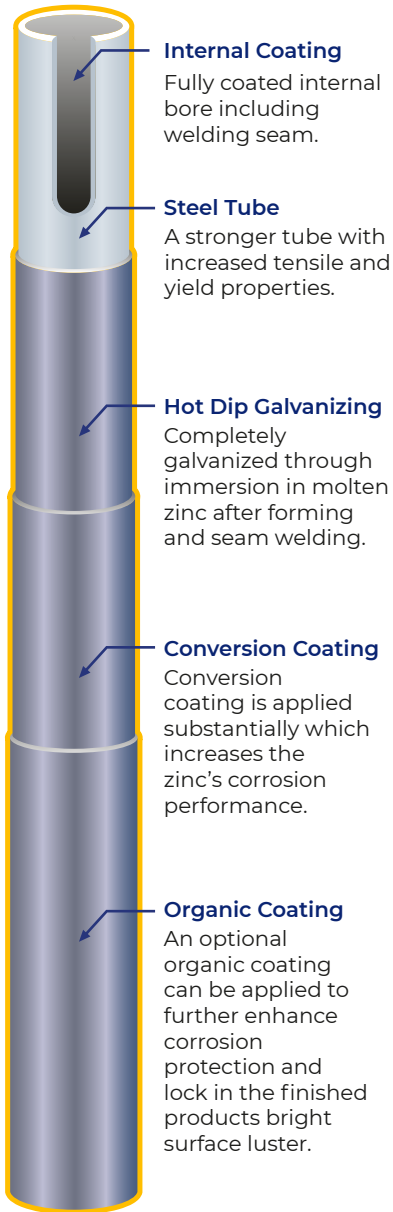 Internal Coating
Fully coated internal
bore including
welding seam.
Steel Tube
A stronger tube with
increased tensile and
yield properties.
Hot Dip Galvanizing
Completely
galvanized through
immersion in molten
zinc after forming
and seam welding.
Conversion Coating
Conversion
coating is applied
substantially which
increases the
zinc’s corrosion
performance.
Organic Coating
An optional
organic coating
can be applied to
further enhance
corrosion
protection and
lock in the finished
products bright
surface luster.